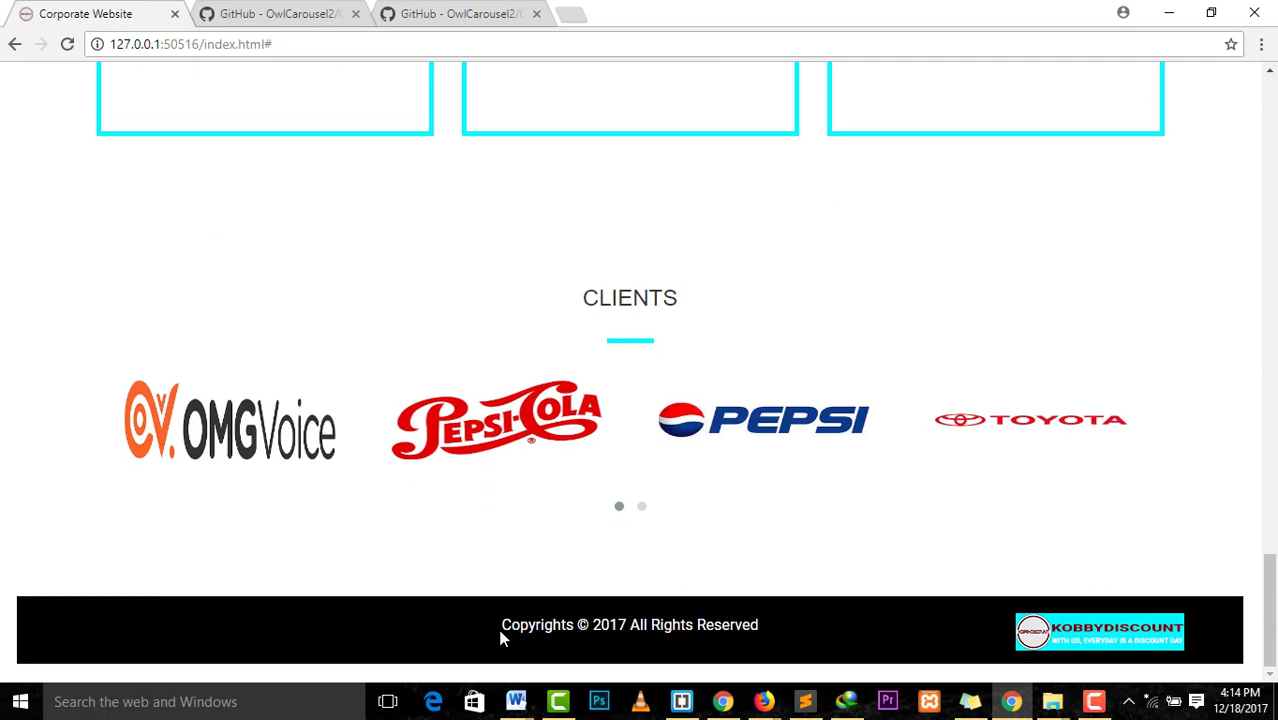 Corporate Website
GitHub - OwlCarousel2/
GitHub - OwlCarousel2/
127.0.0.1:50516/index.html#
CLIENTS
OV. OMGVoice
PEPSI-COLA ®
PEPSI
TOYOTA
Copyrights © 2017 All Rights Reserved
KOBBYDISCOUNT
WITH US, EVERYDAY IS A DISCOUNT DAY
Search the web and Windows
4:14 PM
12/18/2017